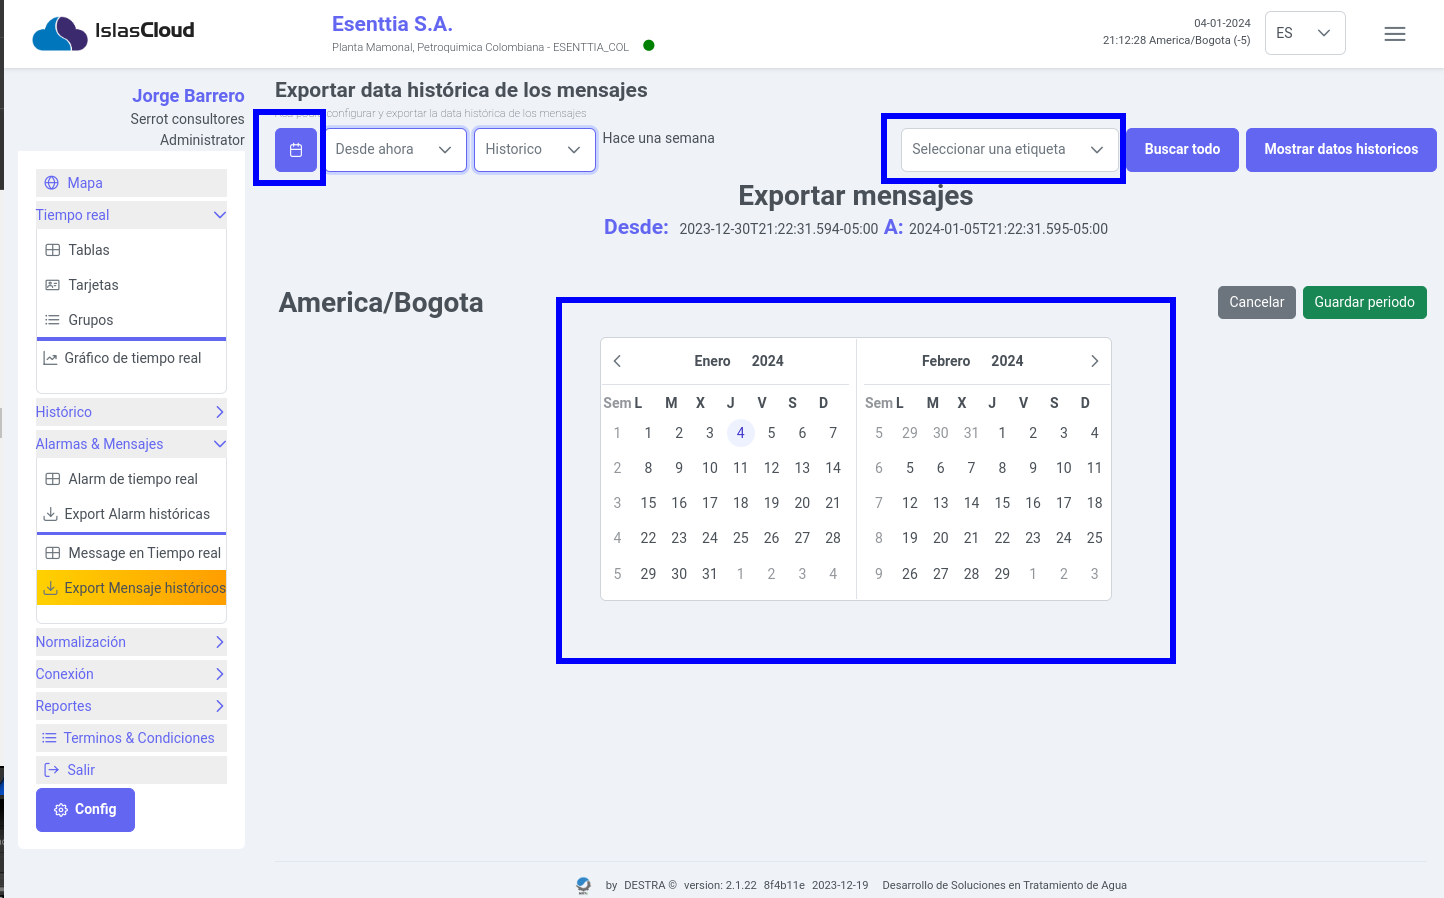 IslasCloud
Esenttia S.A.
Planta Mamonal, Petroquimica Colombiana - ESENTTIA_COL
04-01-2024
21:12:28 America/Bogota (-5)
ES
Jorge Barrero
Serrot consultores
Administrator
Mapa
Tiempo real
Tablas
Tarjetas
Grupos
Gráfico de tiempo real
Histórico
Alarmas & Mensajes
Alarm de tiempo real
Export Alarm históricas
Message en Tiempo real
Export Mensaje históricos
Normalización
Conexión
Reportes
Terminos & Condiciones
Salir
Config
Exportar data histórica de los mensajes
configurar y exportar la data histórica de los mensajes
Desde ahora
Historico
Hace una semana
Seleccionar una etiqueta
Buscar todo
Mostrar datos historicos
Exportar mensajes
Desde: 2023-12-30T21:22:31.594-05:00 A: 2024-01-05T21:22:31.595-05:00
America/Bogota
Cancelar
Guardar periodo
Enero 2024
Sem L M X J V S D
1 1 2 3 4 5 6 7
2 8 9 10 11 12 13 14
3 15 16 17 18 19 20 21
4 22 23 24 25 26 27 28
5 29 30 31 1 2 3 4
Febrero 2024
Sem L M X J V S D
5 29 30 31 1 2 3 4
6 5 6 7 8 9 10 11
7 12 13 14 15 16 17 18
8 19 20 21 22 23 24 25
9 26 27 28 29 1 2 3
by DESTRA © version: 2.1.22 8f4b11e 2023-12-19 Desarrollo de Soluciones en Tratamiento de Agua